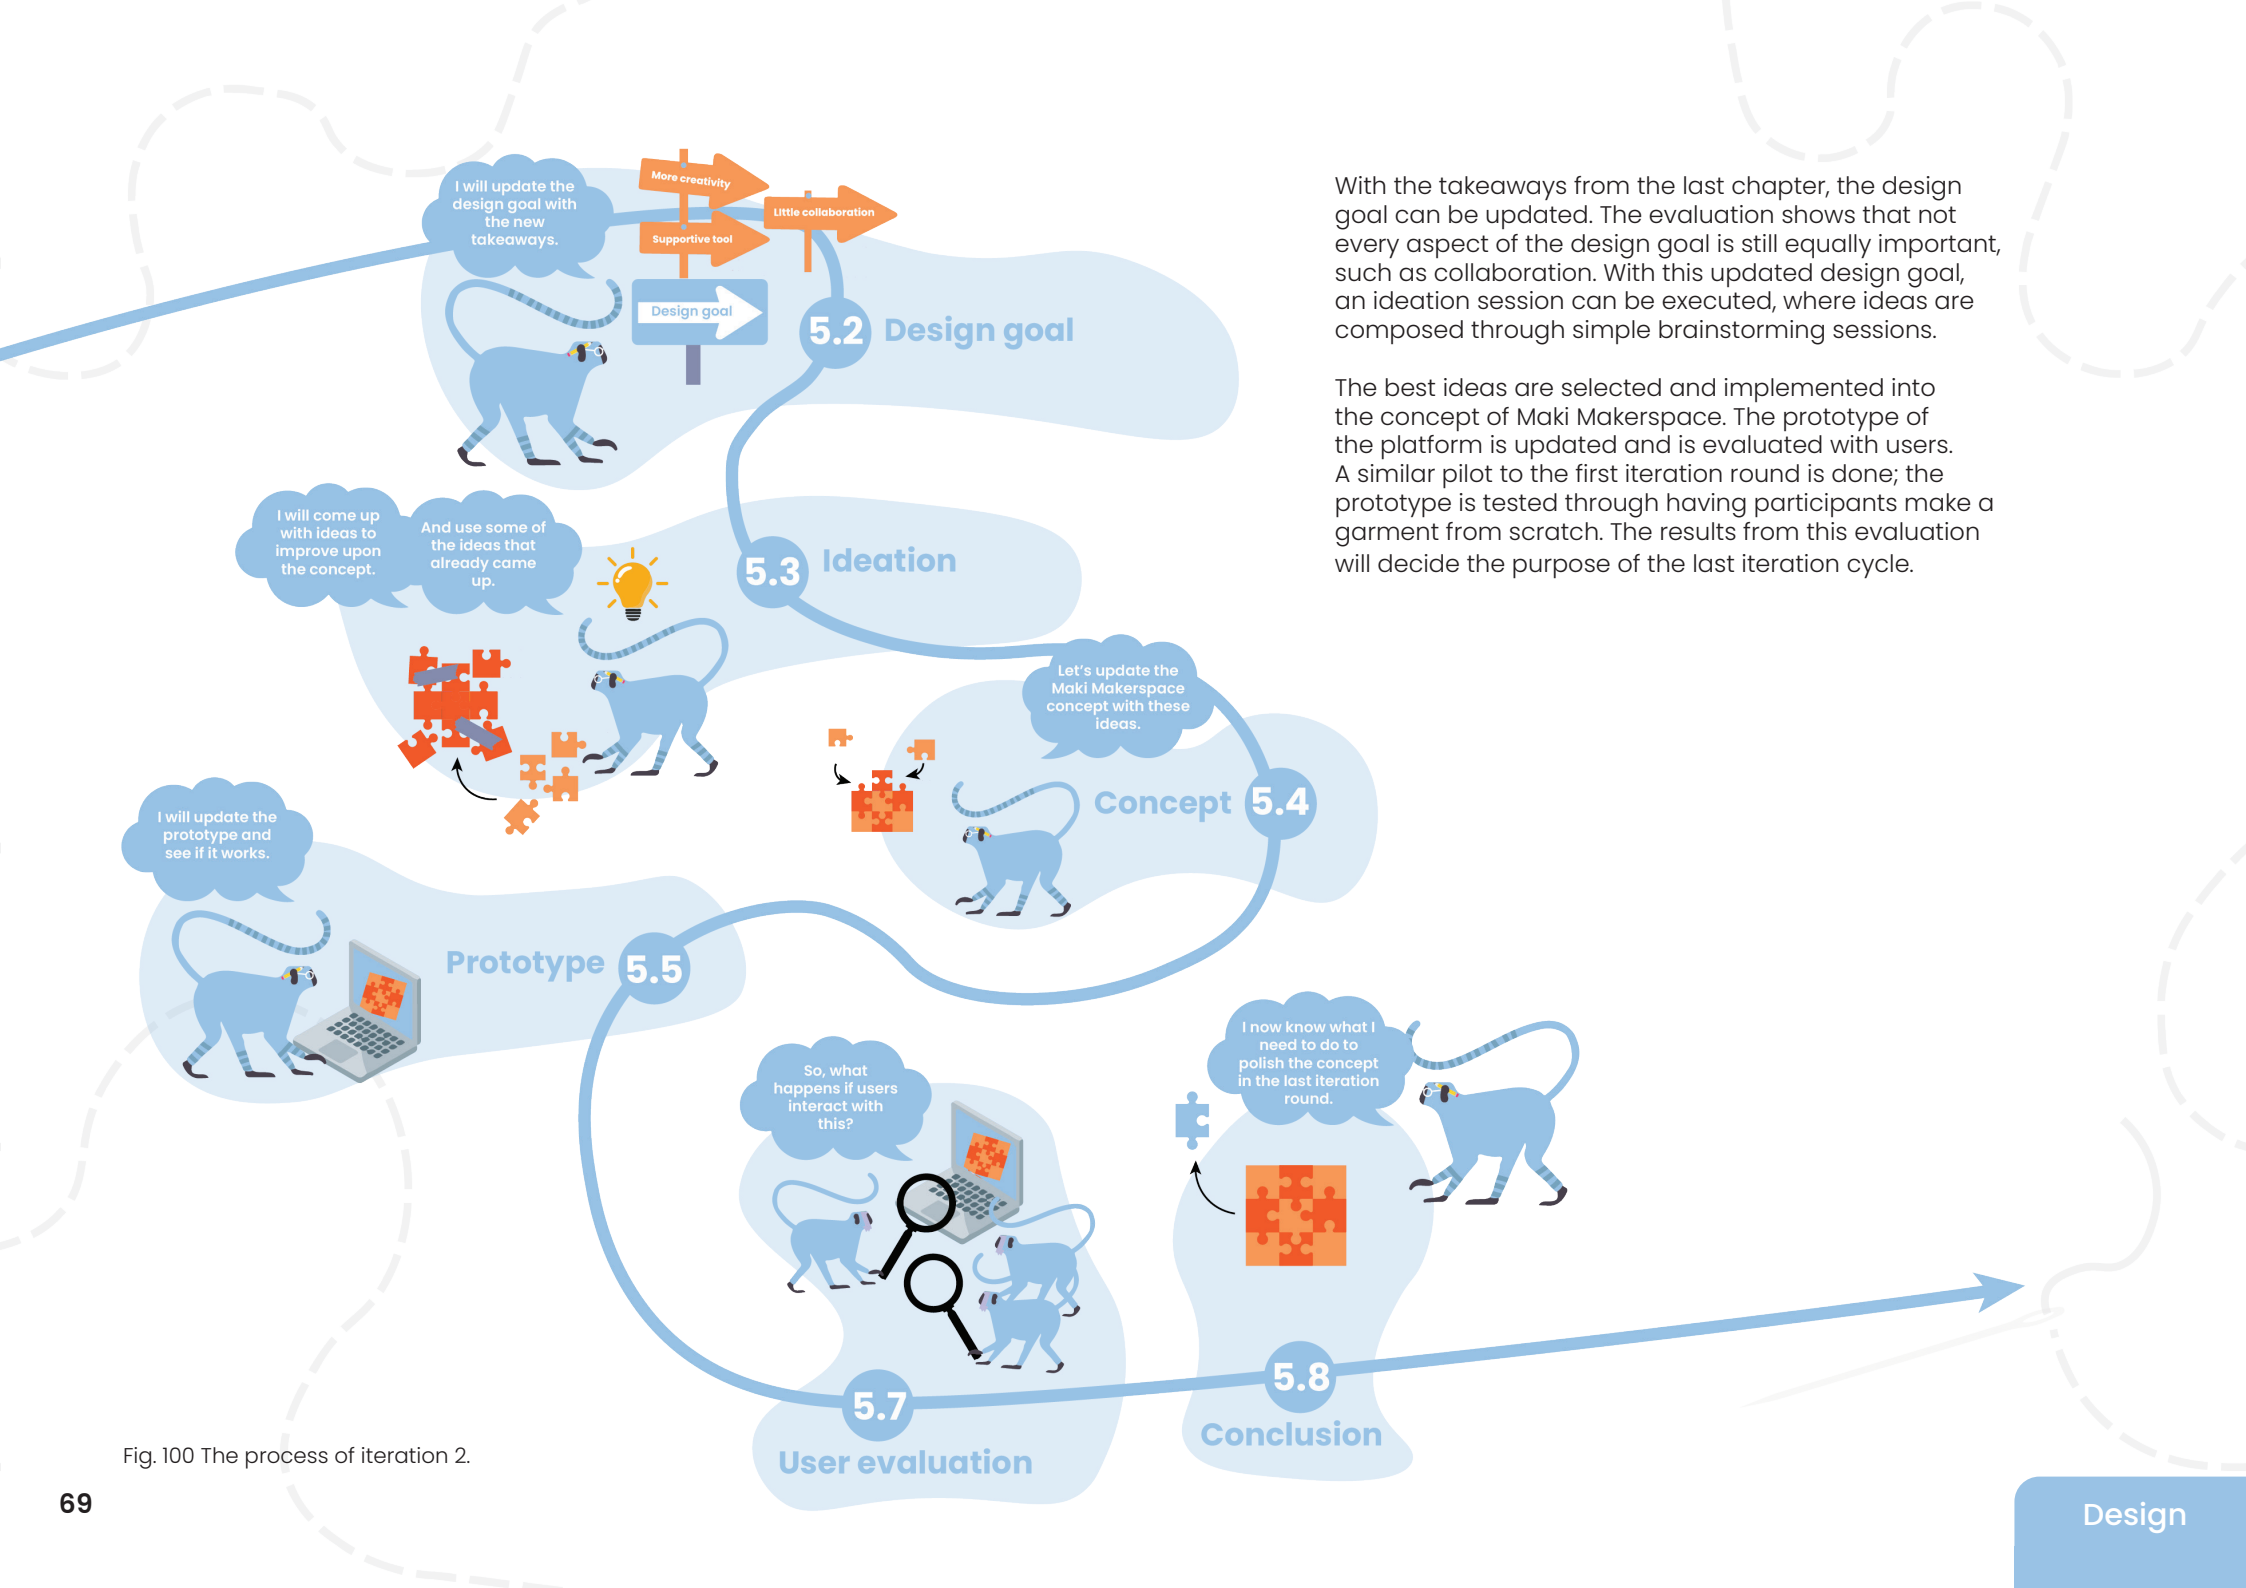 I will update the
design goal with
the new
takeaways.
More creativity
Little collaboration
Supportive tool
Design goal
5.2
Design goal
I will come up
with ideas to
improve upon
the concept.
And use some of
the ideas that
already came
up.
5.3
Ideation
Let's update the
Maki Makerspace
concept with these
ideas.
Concept
5.4
I will update the
prototype and
see if it works.
Prototype
5.5
So, what
happens if users
interact with
this?
5.7
User evaluation
I now know what I
need to do to
polish the concept
in the last iteration
round.
5.8
Conclusion
Fig. 100 The process of iteration 2.
69
With the takeaways from the last chapter, the design
goal can be updated. The evaluation shows that not
every aspect of the design goal is still equally important,
such as collaboration. With this updated design goal,
an ideation session can be executed, where ideas are
composed through simple brainstorming sessions.
The best ideas are selected and implemented into
the concept of Maki Makerspace. The prototype of
the platform is updated and is evaluated with users.
A similar pilot to the first iteration round is done; the
prototype is tested through having participants make a
garment from scratch. The results from this evaluation
will decide the purpose of the last iteration cycle.
Design